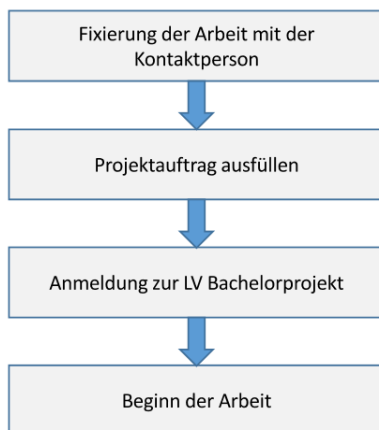 Fixierung der Arbeit mit der
Kontaktperson
Projektauftrag ausfüllen
Anmeldung zur LV Bachelorprojekt
Beginn der Arbeit